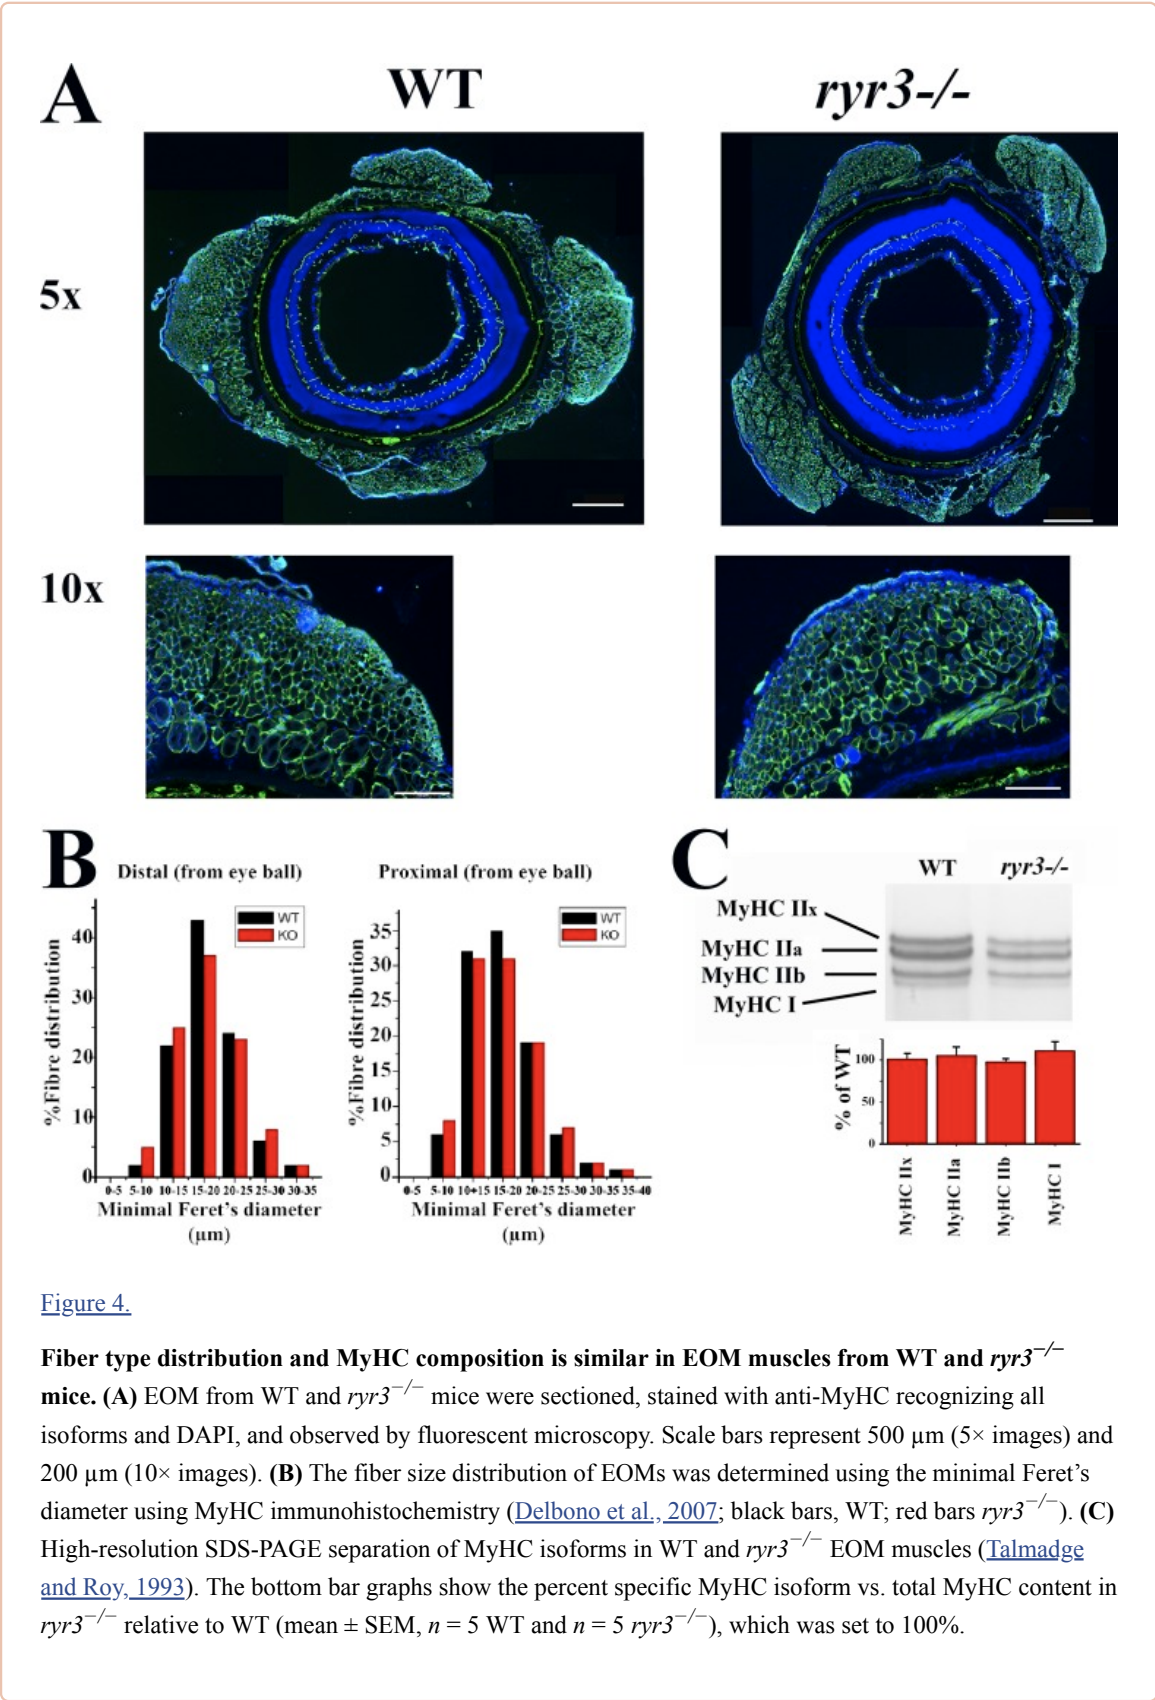 A
WT
ryr3-/-
5x
10x
B
Distal (from eye ball)
Proximal (from eye ball)
WT
KO
WT
KO
%Fibre distribution
40
30
20
10
0
0-5 5-10 10-15 15-20 20-25 25-30 30-35
Minimal Feret's diameter
(µm)
%Fibre distribution
35
30
25
20
15
10
5
0
0-5 5-10 10•15 15-20 20-25 25-30 30-35 35-40
Minimal Feret's diameter
(µm)
C
WT
ryr3-/-
MyHC IIx
MyHC IIa
MyHC IIb
MyHC I
% of WT
100
50
0
MyHC IIx
MyHC IIa
MyHC IIb
MyHC I
Figure 4.
Fiber type distribution and MyHC composition is similar in EOM muscles from WT and ryr3−/−
mice. (A) EOM from WT and ryr3−/− mice were sectioned, stained with anti-MyHC recognizing all
isoforms and DAPI, and observed by fluorescent microscopy. Scale bars represent 500 µm (5× images) and
200 µm (10× images). (B) The fiber size distribution of EOMs was determined using the minimal Feret's
diameter using MyHC immunohistochemistry (Delbono et al., 2007; black bars, WT; red bars ryr3−/−). (C)
High-resolution SDS-PAGE separation of MyHC isoforms in WT and ryr3−/− EOM muscles (Talmadge
and Roy, 1993). The bottom bar graphs show the percent specific MyHC isoform vs. total MyHC content in
ryr3−/− relative to WT (mean ± SEM, n = 5 WT and n = 5 ryr3−/−), which was set to 100%.